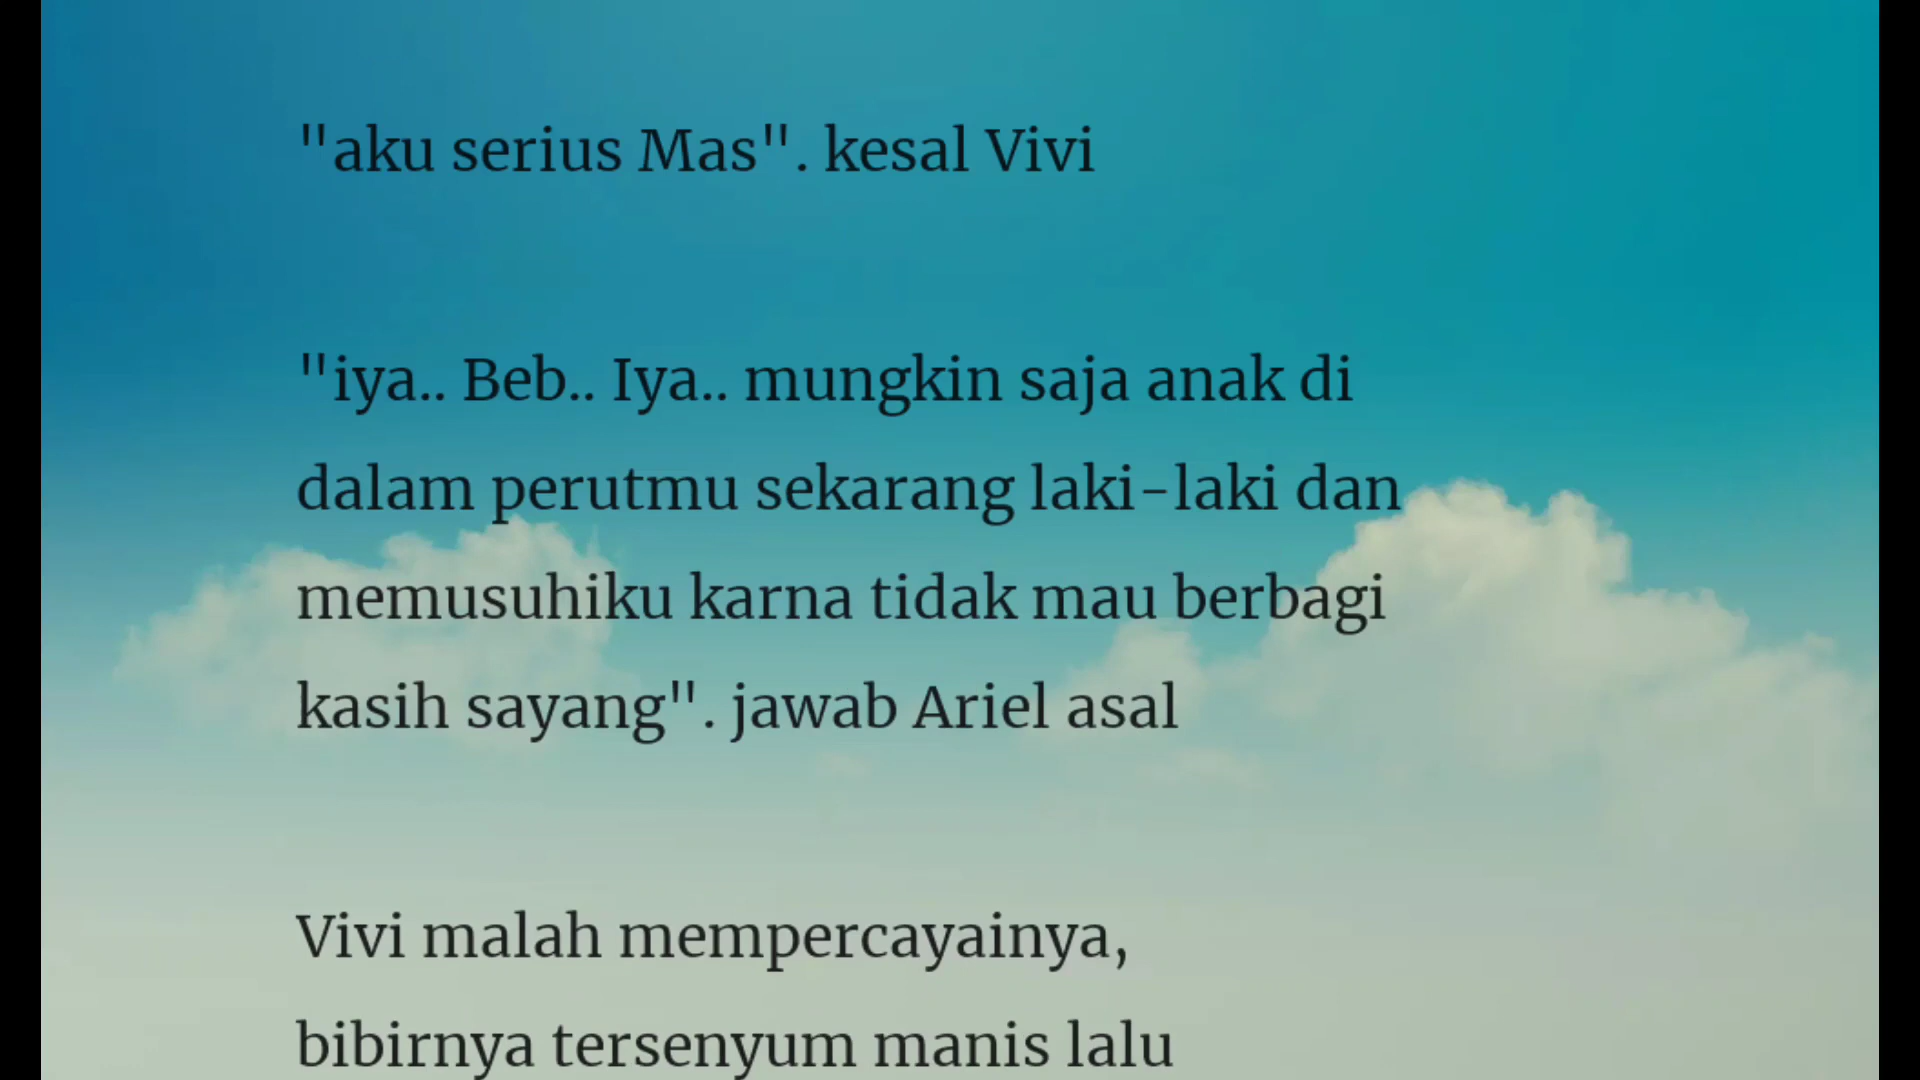 "aku serius Mas". kesal Vivi
"iya.. Beb.. Iya.. mungkin saja anak di
dalam perutmu sekarang laki-laki dan
memusuhiku karna tidak mau berbagi
kasih sayang". jawab Ariel asal
Vivi malah mempercayainya,
bibirnya tersenyum manis lalu